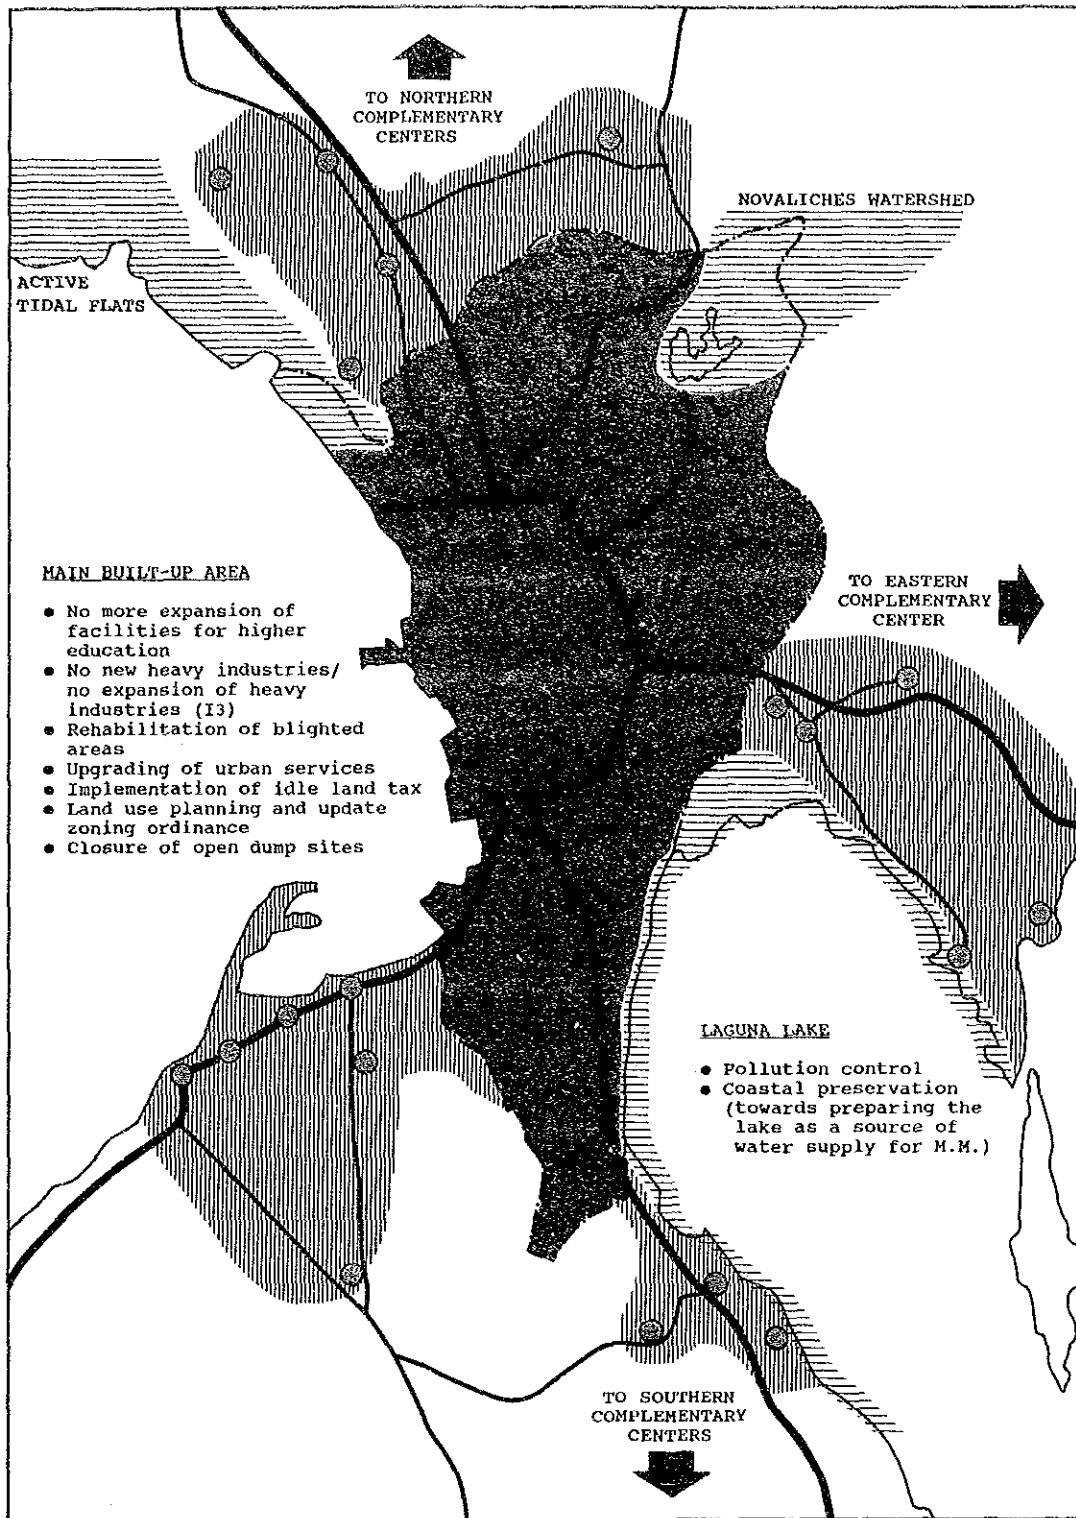 TO NORTHERN
COMPLEMENTARY
CENTERS
NOVALICHES WATERSHED
ACTIVE
TIDAL FLATS
MAIN BUILT-UP AREA
● No more expansion of
facilities for higher
education
● No new heavy industries/
no expansion of heavy
industries (I3)
● Rehabilitation of blighted
areas
● Upgrading of urban services
● Implementation of idle land tax
● Land use planning and update
zoning ordinance
● Closure of open dump sites
TO EASTERN
COMPLEMENTARY
CENTER
LAGUNA LAKE
● Pollution control
● Coastal preservation
(towards preparing the
lake as a source of
water supply for M.M.)
TO SOUTHERN
COMPLEMENTARY
CENTERS